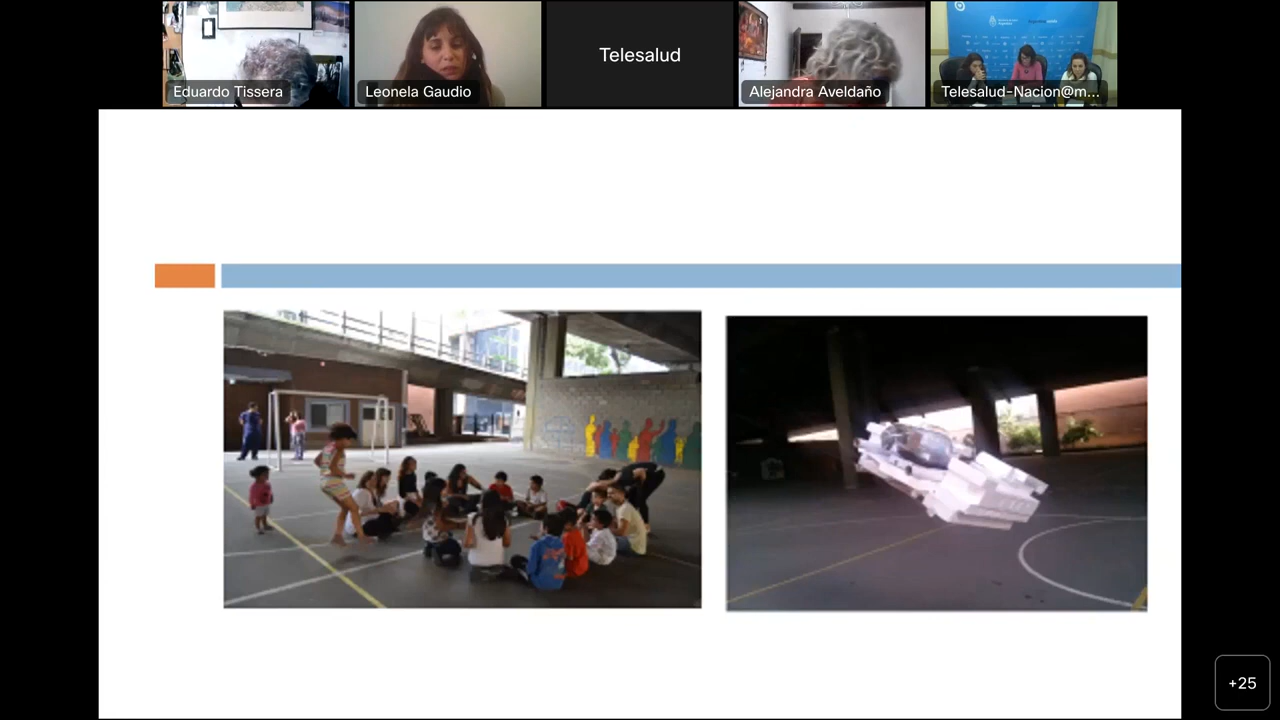 Eduardo Tissera
Leonela Gaudio
Telesalud
Alejandra Aveldaño
Telesalud-Nacion@m...
+25